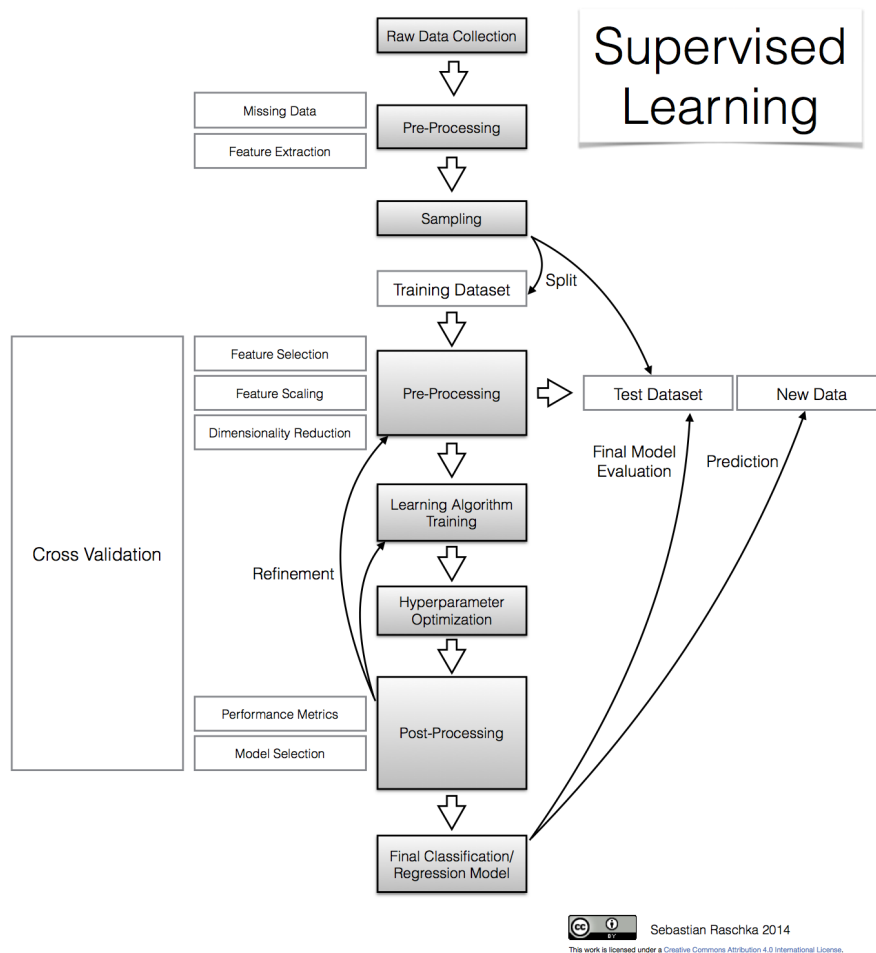 Supervised
Learning
Raw Data Collection
Missing Data
Pre-Processing
Feature Extraction
Sampling
Split
Training Dataset
Feature Selection
Feature Scaling
Pre-Processing
Dimensionality Reduction
Test Dataset
New Data
Final Model
Evaluation
Prediction
Learning Algorithm
Training
Cross Validation
Refinement
Hyperparameter
Optimization
Performance Metrics
Post-Processing
Model Selection
Final Classification/
Regression Model
cc
BY
Sebastian Raschka 2014
This work is licensed under a Creative Commons Attribution 4.0 International License.